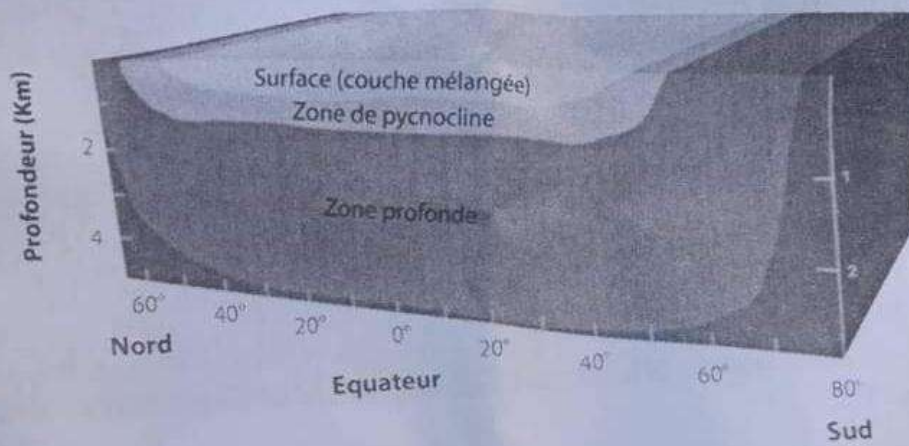 Surface (couche mélangée)
Zone de pycnocline
Zone profonde
Profondeur (Km)
2
4
1
2
60° 40° 20° 0° 20° 40° 60° 80°
Nord
Equateur
Sud